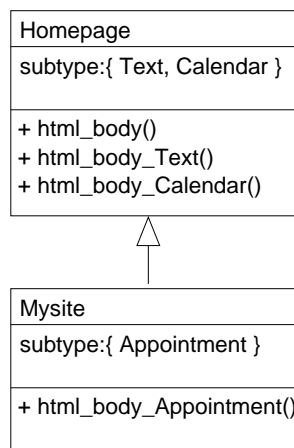 Homepage
subtype:{ Text, Calendar }
+ html_body()
+ html_body_Text()
+ html_body_Calendar()
Mysite
subtype:{ Appointment }
+ html_body_Appointment()